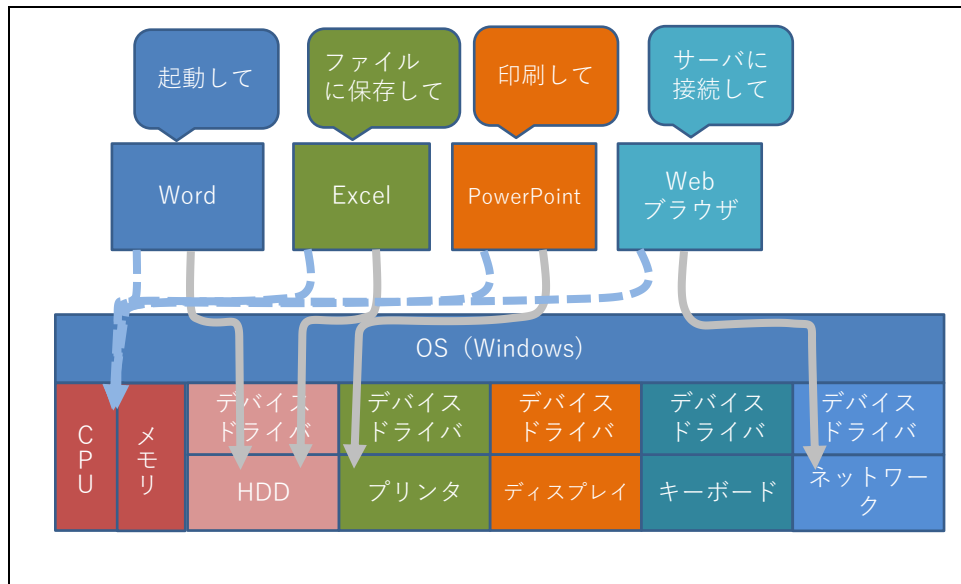 起動して
ファイル
に保存して
印刷して
サーバに
接続して
Word
Excel
PowerPoint
Web
ブラウザ
OS（Windows）
CPU
メモリ
デバイス
ドライバ
デバイス
ドライバ
デバイス
ドライバ
デバイス
ドライバ
デバイス
ドライバ
HDD
プリンタ
ディスプレイ
キーボード
ネットワー
ク